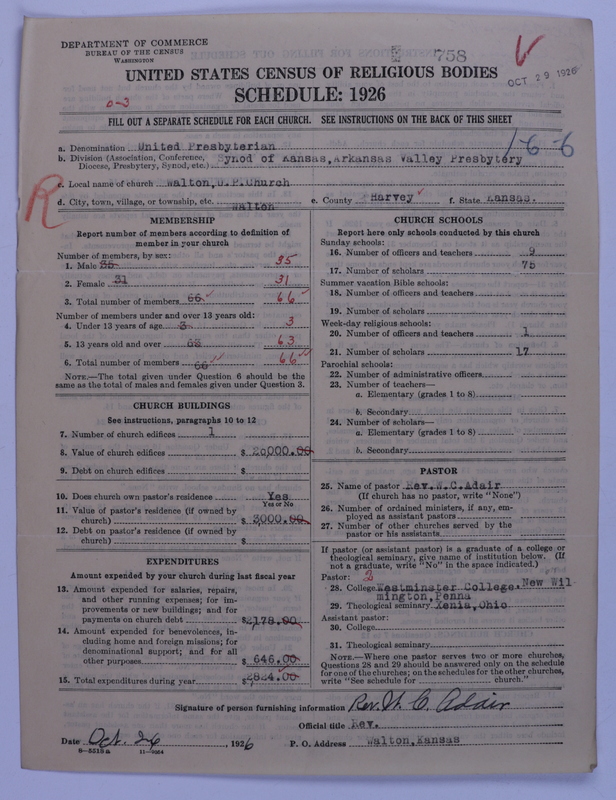 DEPARTMENT OF COMMERCE
BUREAU OF THE CENSUS
WASHINGTON
758
OCT 29 1926
UNITED STATES CENSUS OF RELIGIOUS BODIES
SCHEDULE: 1926
0-3
FILL OUT A SEPARATE SCHEDULE FOR EACH CHURCH. SEE INSTRUCTIONS ON THE BACK OF THIS SHEET
1-6-6
a. Denomination United Presbyterian
b. Division (Association, Conference, Diocese, Presbytery, Synod, etc.) Synod of Kansas,Arkansas Valley Presbytery
c. Local name of church Walton,U.P.Church
R
d. City, town, village, or township, etc. Walton e. County Harvey f. State Kansas.
MEMBERSHIP
Report number of members according to definition of member in your church
Number of members, by sex:
1. Male 35 35
2. Female 31 31
3. Total number of members 66 66
Number of members under and over 13 years old:
4. Under 13 years of age 3 3
5. 13 years old and over 63 63
6. Total number of members 66 66
NOTE.—The total given under Question 6 should be the same as the total of males and females given under Question 3.
CHURCH BUILDINGS
See instructions, paragraphs 10 to 12
7. Number of church edifices 1
8. Value of church edifices $ 20000.00
9. Debt on church edifices $
10. Does church own pastor's residence Yes
Yes or No
11. Value of pastor's residence (if owned by church) $ 3000.00
12. Debt on pastor's residence (if owned by church) $
EXPENDITURES
Amount expended by your church during last fiscal year
13. Amount expended for salaries, repairs, and other running expenses; for improvements or new buildings; and for payments on church debt $2178.00
14. Amount expended for benevolences, including home and foreign missions; for denominational support; and for all other purposes $ 646.00
15. Total expenditures during year $2824.00
CHURCH SCHOOLS
Report here only schools conducted by this church
Sunday schools:
16. Number of officers and teachers 9
17. Number of scholars 75
Summer vacation Bible schools:
18. Number of officers and teachers
19. Number of scholars
Week-day religious schools:
20. Number of officers and teachers 1
21. Number of scholars 17
Parochial schools:
22. Number of administrative officers
23. Number of teachers—
a. Elementary (grades 1 to 8)
b. Secondary
24. Number of scholars—
a. Elementary (grades 1 to 8)
b. Secondary
PASTOR
25. Name of pastor Rev.W.C.Adair
(If church has no pastor, write "None")
26. Number of ordained ministers, if any, employed as assistant pastors
27. Number of other churches served by the pastor or his assistants
If pastor (or assistant pastor) is a graduate of a college or theological seminary, give name of institution below. (If not a graduate, write "No" in the space indicated.)
Pastor: 2
28. College Westminster College,New Wilmington,Penna
29. Theological seminary Xenia,Ohio
Assistant pastor:
30. College
31. Theological seminary
NOTE.—Where one pastor serves two or more churches, Questions 28 and 29 should be answered only on the schedule for one of the churches; on the schedules for the other churches, write "See schedule for church."
Signature of person furnishing information Rev. W. C. Adair
Official title Rev.
Date Oct. 26, 1926 P. O. Address Walton,Kansas
8-5518a 11-9064